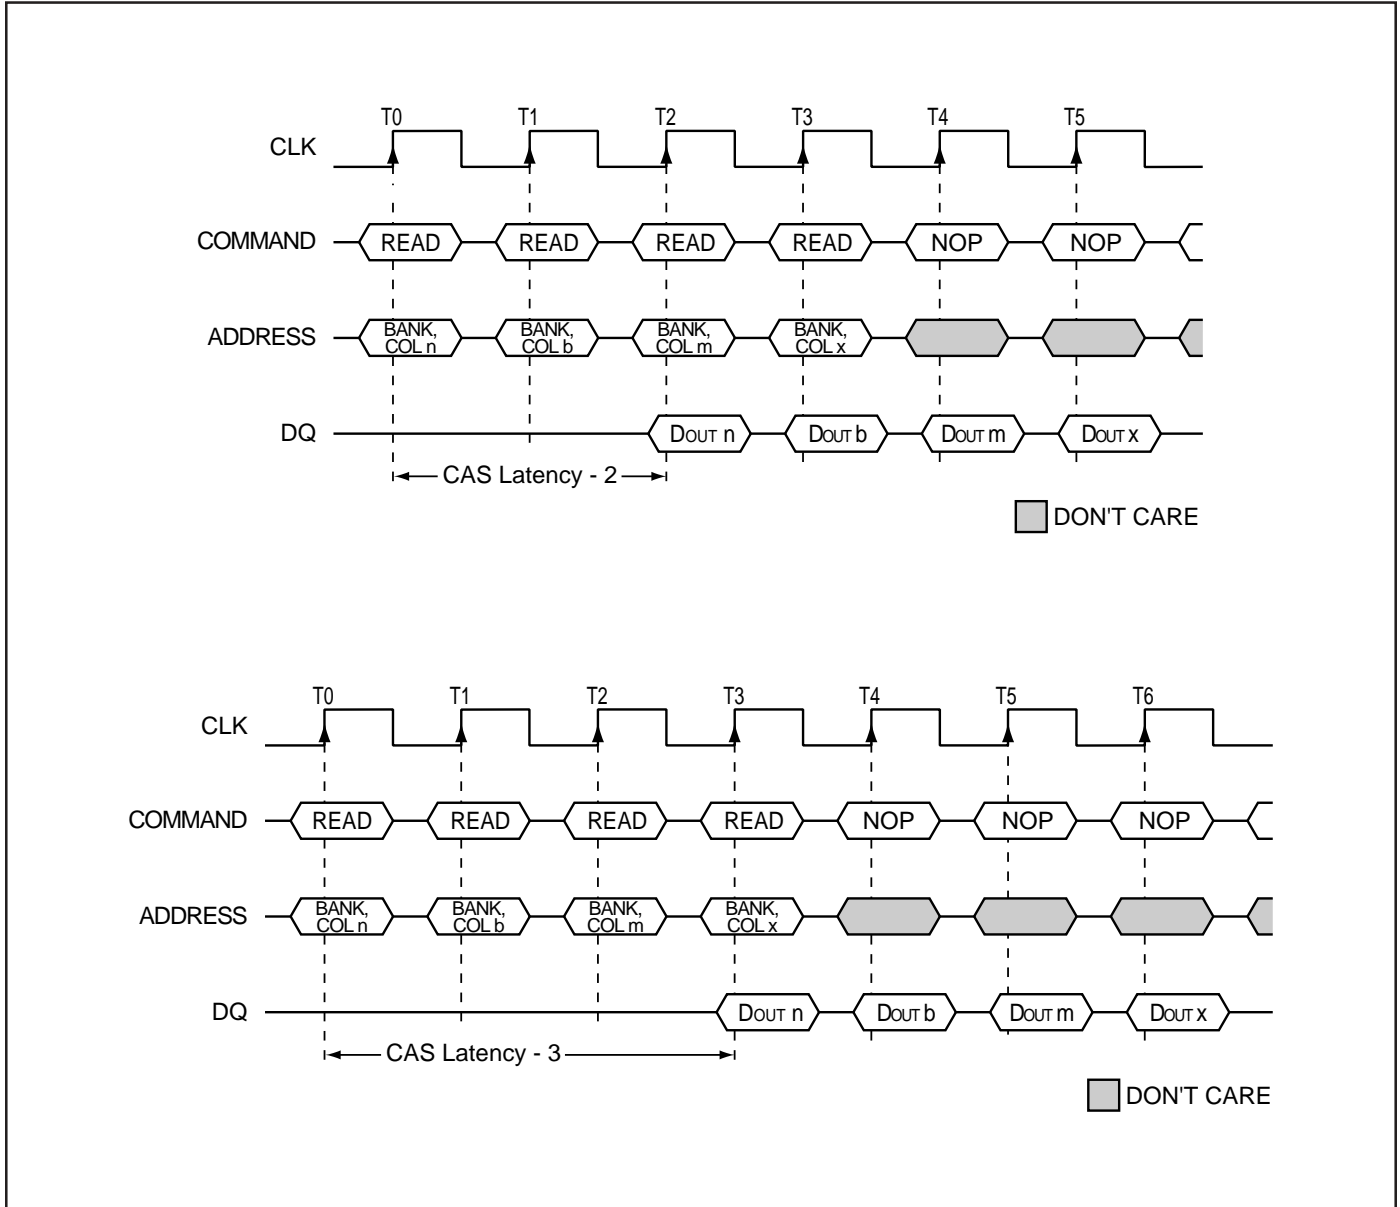 T0 T1 T2 T3 T4 T5
CLK
COMMAND READ READ READ READ NOP NOP
ADDRESS BANK, COL n BANK, COL b BANK, COL m BANK, COL x
DQ DOUT n DOUT b DOUT m DOUT x
CAS Latency - 2
DON'T CARE
T0 T1 T2 T3 T4 T5 T6
CLK
COMMAND READ READ READ READ NOP NOP NOP
ADDRESS BANK, COL n BANK, COL b BANK, COL m BANK, COL x
DQ DOUT n DOUT b DOUT m DOUT x
CAS Latency - 3
DON'T CARE